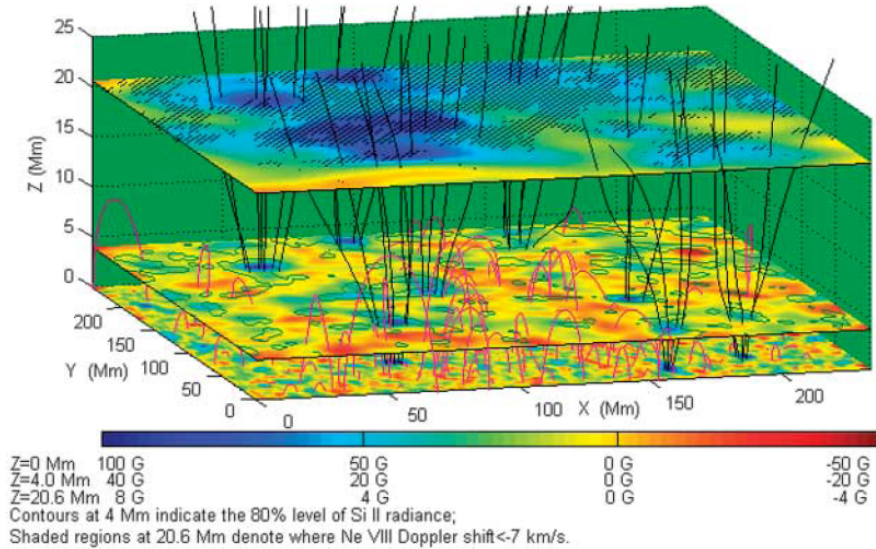 25
20
15
10
5
0
Z (Mm)
200
150
100
50
0
Y (Mm)
0
50
100
150
200
X (Mm)
Z=0 Mm 100 G 50 G 0 G -50 G
Z=4.0 Mm 40 G 20 G 0 G -20 G
Z=20.6 Mm 8 G 4 G 0 G -4 G
Contours at 4 Mm indicate the 80% level of Si II radiance;
Shaded regions at 20.6 Mm denote where Ne VIII Doppler shift<-7 km/s.